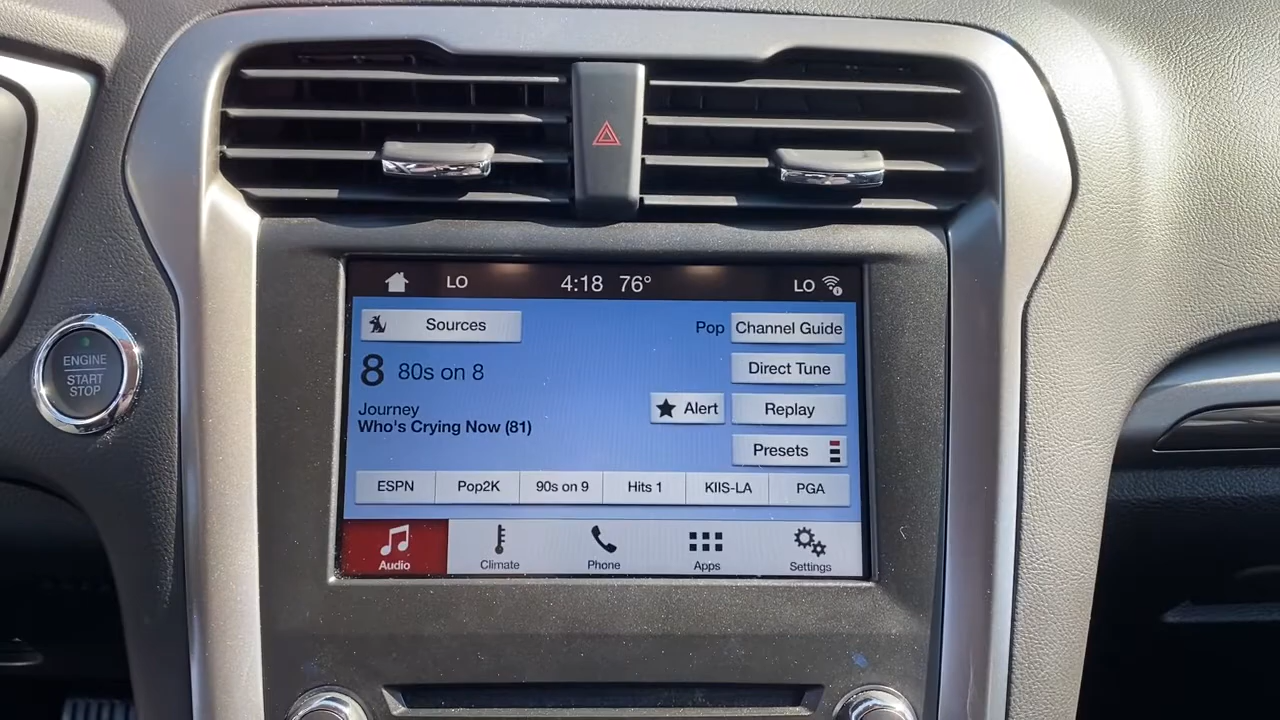 LO 4:18 76° LO
Sources
Pop Channel Guide
8 80s on 8
Direct Tune
Journey
Alert Replay
Who's Crying Now (81)
Presets
ESPN Pop2K 90s on 9 Hits 1 KIIS-LA PGA
Audio Climate Phone Apps Settings
ENGINE
START
STOP